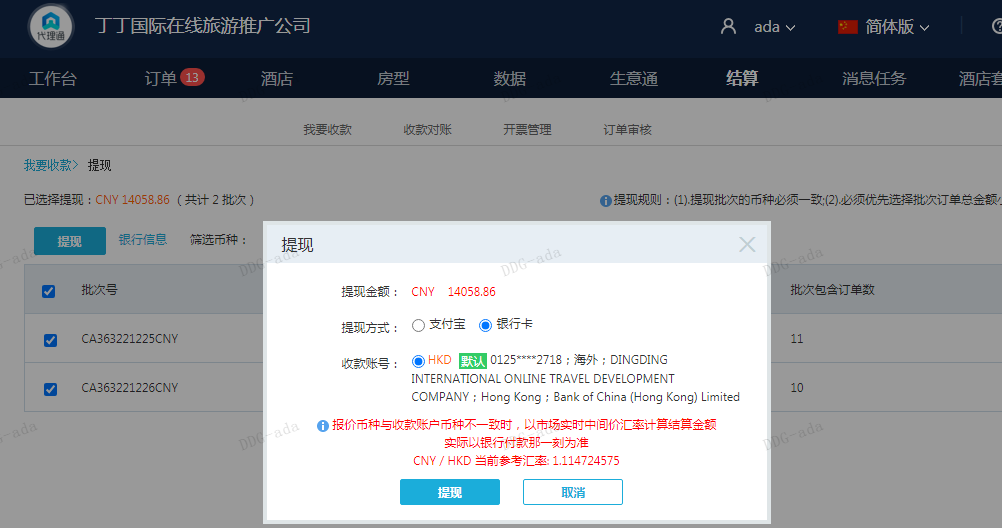 代理通
丁丁国际在线旅游推广公司
ada
简体版
工作台
订单 13
酒店
房型
数据
生意通
结算
消息任务
酒店套
我要收款
收款对账
开票管理
订单审核
我要收款> 提现
已选择提现：CNY 14058.86 （ 共计 2 批次 ）
提现规则：(1).提现批次的币种必须一致;(2).必须优先选择批次订单总金额小
提现
银行信息
筛选币种：
批次号
批次包含订单数
CA363221225CNY
11
CA363221226CNY
10
提现
提现金额： CNY 14058.86
提现方式： 支付宝 银行卡
收款账号： HKD 默认 0125****2718；海外；DINGDING
INTERNATIONAL ONLINE TRAVEL DEVELOPMENT
COMPANY；Hong Kong；Bank of China (Hong Kong) Limited
报价币种与收款账户币种不一致时，以市场实时中间价汇率计算结算金额
实际以银行付款那一刻为准
CNY / HKD 当前参考汇率: 1.114724575
提现
取消
DDG-ada
DDG-ada
DDG-ada
DDG-ada
DDG-ada